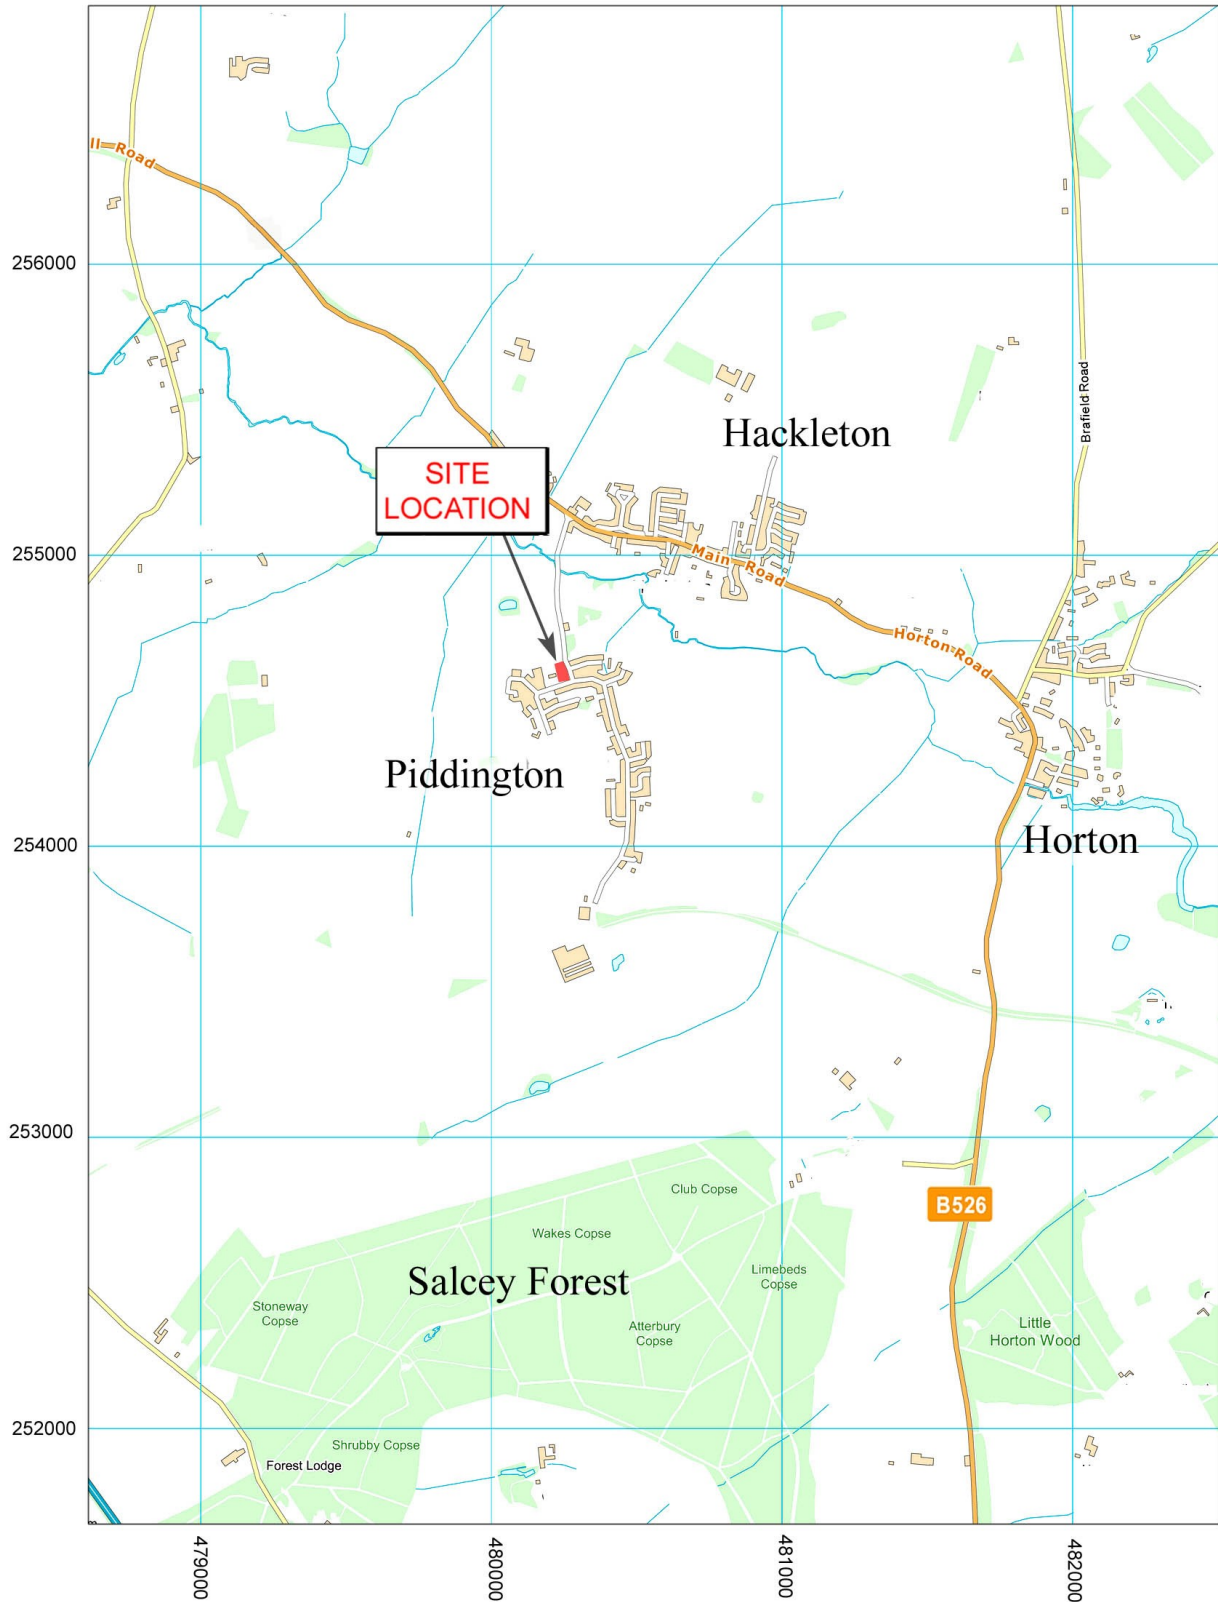 ll Road
256000
Brafield Road
Hackleton
SITE
LOCATION
255000
Main Road
Horton Road
Piddington
254000
Horton
253000
Club Copse
B526
Wakes Copse
Limebeds
Copse
Salcey Forest
Stoneway
Copse
Atterbury
Copse
Little
Horton Wood
252000
Shrubby Copse
Forest Lodge
479000
480000
481000
482000